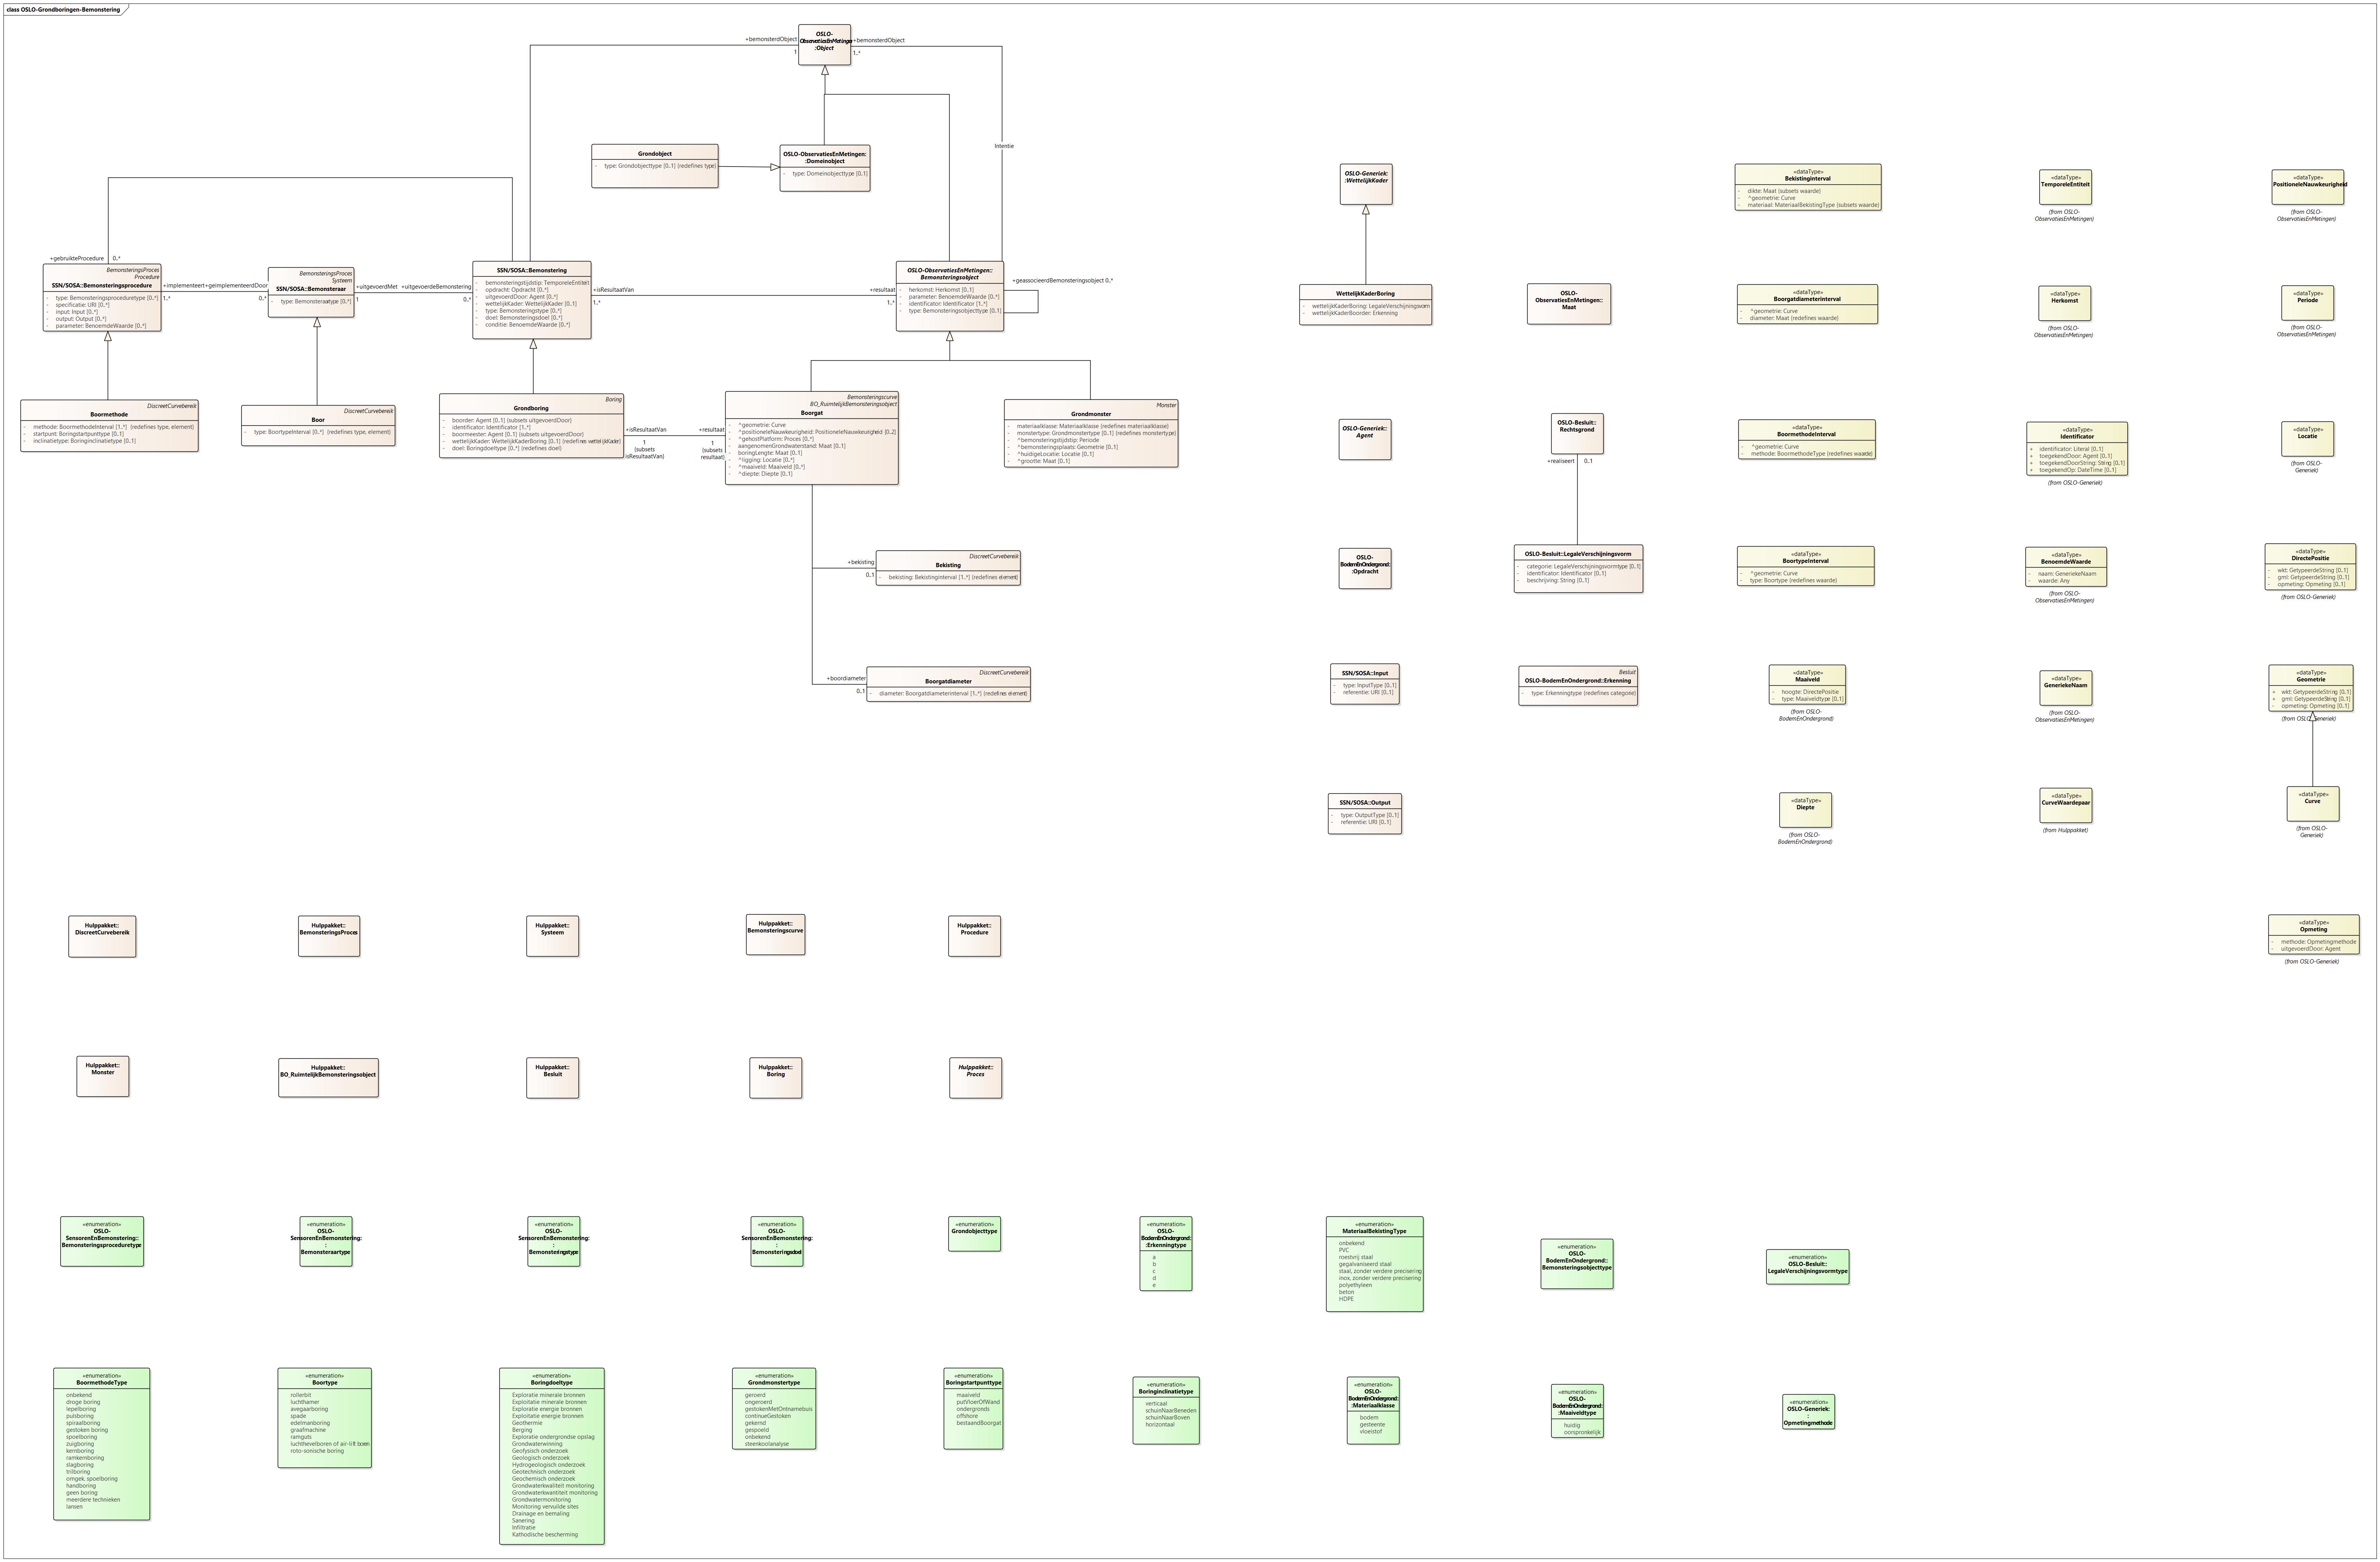 class OSLO-Grondboringen-Bemonstering
OSLO-
ObservatiesEnMetingen
:Object
+bemonsterdObject
1
+bemonsterdObject
1..*
Intentie
Grondobject
- type: Grondobjecttype [0..1] {redefines type}
OSLO-ObservatiesEnMetingen:
:Domeinobject
- type: Domeinobjecttype [0..1]
+gebruikteProcedure
0..*
BemonsteringsProces
Procedure
SSN/SOSA::Bemonsteringsprocedure
- type: Bemonsteringsproceduretype [0..*]
- specificatie: URI [0..*]
- input: Input [0..*]
- output: Output [0..*]
- parameter: BenoemdeWaarde [0..*]
+implementeert
1..*
+geimplementeerdDoor
0..*
BemonsteringsProces
Systeem
SSN/SOSA::Bemonsteraar
- type: Bemonsteraartype [0..*]
+uitgevoerdMet
1
+uitgevoerdeBemonstering
0..*
SSN/SOSA::Bemonstering
- bemonsteringstijdstip: TemporeleEntiteit
- opdracht: Opdracht [0..*]
- uitgevoerdDoor: Agent [0..*]
- wettelijkKader: WettelijkKader [0..1]
- type: Bemonsteringstype [0..*]
- doel: Bemonsteringsdoel [0..*]
- conditie: BenoemdeWaarde [0..*]
+isResultaatVan
1..*
+resultaat
1..*
OSLO-ObservatiesEnMetingen::
Bemonsteringsobject
- herkomst: Herkomst [0..1]
- parameter: BenoemdeWaarde [0..*]
- identificator: Identificator [1..*]
- type: Bemonsteringsobjecttype [0..1]
+geassocieerdBemonsteringsobject 0..*
DiscreetCurvebereik
Boormethode
- methode: BoormethodeInterval [1..*] {redefines type, element}
- startpunt: Boringstartpunttype [0..1]
- inclinatietype: Boringinclinatietype [0..1]
DiscreetCurvebereik
Boor
- type: BoortypeInterval [0..*] {redefines type, element}
Boring
Grondboring
- boorder: Agent [0..1] {subsets uitgevoerdDoor}
- identificator: Identificator [1..*]
- boormeester: Agent [0..1] {subsets uitgevoerdDoor}
- wettelijkKader: WettelijkKaderBoring [0..1] {redefines wettelijkKader}
- doel: Boringdoeltype [0..*] {redefines doel}
+isResultaatVan
1
{subsets
isResultaatVan}
+resultaat
1
{subsets
resultaat}
Bemonsteringscurve
BO_RuimtelijkBemonsteringsobject
Boorgat
- ^geometrie: Curve
- ^positioneleNauwkeurigheid: PositioneleNauwkeurigheid [0..2]
- ^gehostPlatform: Proces [0..*]
- aangenomenGrondwaterstand: Maat [0..1]
- boringLengte: Maat [0..1]
- ^ligging: Locatie [0..*]
- ^maaiveld: Maaiveld [0..*]
- ^diepte: Diepte [0..1]
Monster
Grondmonster
- materiaalklasse: Materiaalklasse {redefines materiaalklasse}
- monstertype: Grondmonstertype [0..1] {redefines monstertype}
- ^bemonsteringstijdstip: Periode
- ^bemonsteringsplaats: Geometrie [0..1]
- ^huidigeLocatie: Locatie [0..1]
- ^grootte: Maat [0..1]
+bekisting
0..1
DiscreetCurvebereik
Bekisting
- bekisting: Bekistinginterval [1..*] {redefines element}
+boordiameter
0..1
DiscreetCurvebereik
Boorgatdiameter
- diameter: Boorgatdiameterinterval [1..*] {redefines element}
OSLO-Generiek:
:WettelijkKader
WettelijkKaderBoring
- wettelijkKaderBoring: LegaleVerschijningsvorm
- wettelijkKaderBoorder: Erkenning
OSLO-
ObservatiesEnMetingen::
Maat
OSLO-Generiek::
Agent
OSLO-Besluit::
Rechtsgrond
+realiseert
0..1
OSLO-
BodemEnOndergrond:
:Opdracht
OSLO-Besluit::LegaleVerschijningsvorm
- categorie: LegaleVerschijningsvormtype [0..1]
- identificator: Identificator [0..1]
- beschrijving: String [0..1]
SSN/SOSA::Input
- type: InputType [0..1]
- referentie: URI [0..1]
Besluit
OSLO-BodemEnOndergrond::Erkenning
- type: Erkenningtype {redefines categorie}
SSN/SOSA::Output
- type: OutputType [0..1]
- referentie: URI [0..1]
«dataType»
Bekistinginterval
- dikte: Maat {subsets waarde}
- ^geometrie: Curve
- materiaal: MateriaalBekistingType {subsets waarde}
«dataType»
TemporeleEntiteit
(from OSLO-
ObservatiesEnMetingen)
«dataType»
PositioneleNauwkeurigheid
(from OSLO-
ObservatiesEnMetingen)
«dataType»
Boorgatdiameterinterval
- ^geometrie: Curve
- diameter: Maat {redefines waarde}
«dataType»
Herkomst
(from OSLO-
ObservatiesEnMetingen)
«dataType»
Periode
(from OSLO-
ObservatiesEnMetingen)
«dataType»
BoormethodeInterval
- ^geometrie: Curve
- methode: BoormethodeType {redefines waarde}
«dataType»
Identificator
+ identificator: Literal [0..1]
+ toegekendDoor: Agent [0..1]
+ toegekendDoorString: String [0..1]
+ toegekendOp: DateTime [0..1]
(from OSLO-Generiek)
«dataType»
Locatie
(from OSLO-
Generiek)
«dataType»
BoortypeInterval
- ^geometrie: Curve
- type: Boortype {redefines waarde}
«dataType»
BenoemdeWaarde
- naam: GeneriekeNaam
- waarde: Any
(from OSLO-
ObservatiesEnMetingen)
«dataType»
DirectePositie
- wkt: GetypeerdeString [0..1]
- gml: GetypeerdeString [0..1]
- opmeting: Opmeting [0..1]
(from OSLO-Generiek)
«dataType»
Maaiveld
- hoogte: DirectePositie
- type: Maaiveldtype [0..1]
(from OSLO-
BodemEnOndergrond)
«dataType»
GeneriekeNaam
(from OSLO-
ObservatiesEnMetingen)
«dataType»
Geometrie
+ wkt: GetypeerdeString [0..1]
+ gml: GetypeerdeString [0..1]
- opmeting: Opmeting [0..1]
(from OSLO-Generiek)
«dataType»
Diepte
(from OSLO-
BodemEnOndergrond)
«dataType»
CurveWaardepaar
(from Hulppakket)
«dataType»
Curve
(from OSLO-
Generiek)
«dataType»
Opmeting
- methode: Opmetingmethode
- uitgevoerdDoor: Agent
(from OSLO-Generiek)
Hulppakket::
DiscreetCurvebereik
Hulppakket::
BemonsteringsProces
Hulppakket::
Systeem
Hulppakket::
Bemonsteringscurve
Hulppakket::
Procedure
Hulppakket::
Monster
Hulppakket::
BO_RuimtelijkBemonsteringsobject
Hulppakket::
Besluit
Hulppakket::
Boring
Hulppakket::
Proces
«enumeration»
OSLO-
SensorenEnBemonstering::
Bemonsteringsproceduretype
«enumeration»
OSLO-
SensorenEnBemonstering:
:
Bemonsteraartype
«enumeration»
OSLO-
SensorenEnBemonstering:
:
Bemonsteringstype
«enumeration»
OSLO-
SensorenEnBemonstering:
:
Bemonsteringsdoel
«enumeration»
Grondobjecttype
«enumeration»
OSLO-
BodemEnOndergrond:
:Erkenningtype
a
b
c
d
e
«enumeration»
MateriaalBekistingType
onbekend
PVC
roestvrij staal
gegalvaniseerd staal
staal, zonder verdere precisering
inox, zonder verdere precisering
polyethyleen
beton
HDPE
«enumeration»
OSLO-
BodemEnOndergrond::
Bemonsteringsobjecttype
«enumeration»
OSLO-Besluit::
LegaleVerschijningsvormtype
«enumeration»
BoormethodeType
onbekend
droge boring
lepelboring
pulsboring
spiraalboring
gestoken boring
spoelboring
zuigboring
kernboring
ramkernboring
slagboring
trilboring
omgek. spoelboring
handboring
geen boring
meerdere technieken
lansen
«enumeration»
Boortype
rollerbit
luchthamer
avegaarboring
spade
edelmanboring
graafmachine
ramguts
luchthevelboren of air-lift boren
roto-sonische boring
«enumeration»
Boringdoeltype
Exploratie minerale bronnen
Exploitatie minerale bronnen
Exploratie energie bronnen
Exploitatie energie bronnen
Geothermie
Berging
Exploratie ondergrondse opslag
Grondwaterwinning
Geofysisch onderzoek
Geologisch onderzoek
Hydrogeologisch onderzoek
Geotechnisch onderzoek
Geochemisch onderzoek
Grondwaterkwaliteit monitoring
Grondwaterkwantiteit monitoring
Grondwatermonitoring
Monitoring vervuilde sites
Drainage en bemaling
Sanering
Infiltratie
Kathodische bescherming
«enumeration»
Grondmonstertype
geroerd
ongeroerd
gestokenMetOntnamebuis
continueGestoken
gekernd
gespoeld
onbekend
steenkoolanalyse
«enumeration»
Boringstartpunttype
maaiveld
putVloerOfWand
ondergronds
offshore
bestaandBoorgat
«enumeration»
Boringinclinatietype
verticaal
schuinNaarBeneden
schuinNaarBoven
horizontaal
«enumeration»
OSLO-
BodemEnOndergrond:
:Materiaalklasse
bodem
gesteente
vloeistof
«enumeration»
OSLO-
BodemEnOndergrond:
:Maaiveldtype
huidig
oorspronkelijk
«enumeration»
OSLO-Generiek:
:
Opmetingmethode